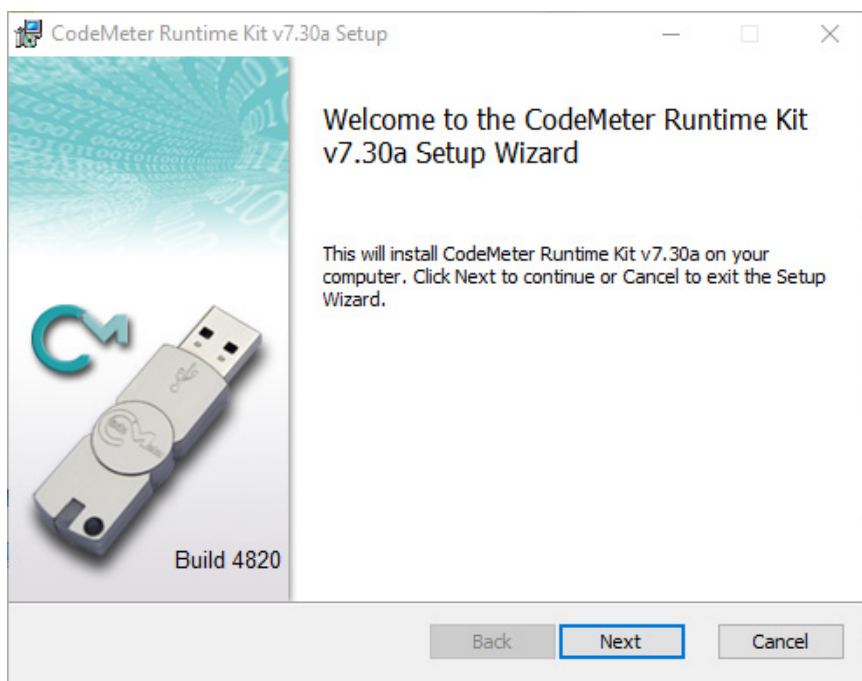 CodeMeter Runtime Kit v7.30a Setup
Welcome to the CodeMeter Runtime Kit
v7.30a Setup Wizard
This will install CodeMeter Runtime Kit v7.30a on your
computer. Click Next to continue or Cancel to exit the Setup
Wizard.
Build 4820
Back
Next
Cancel